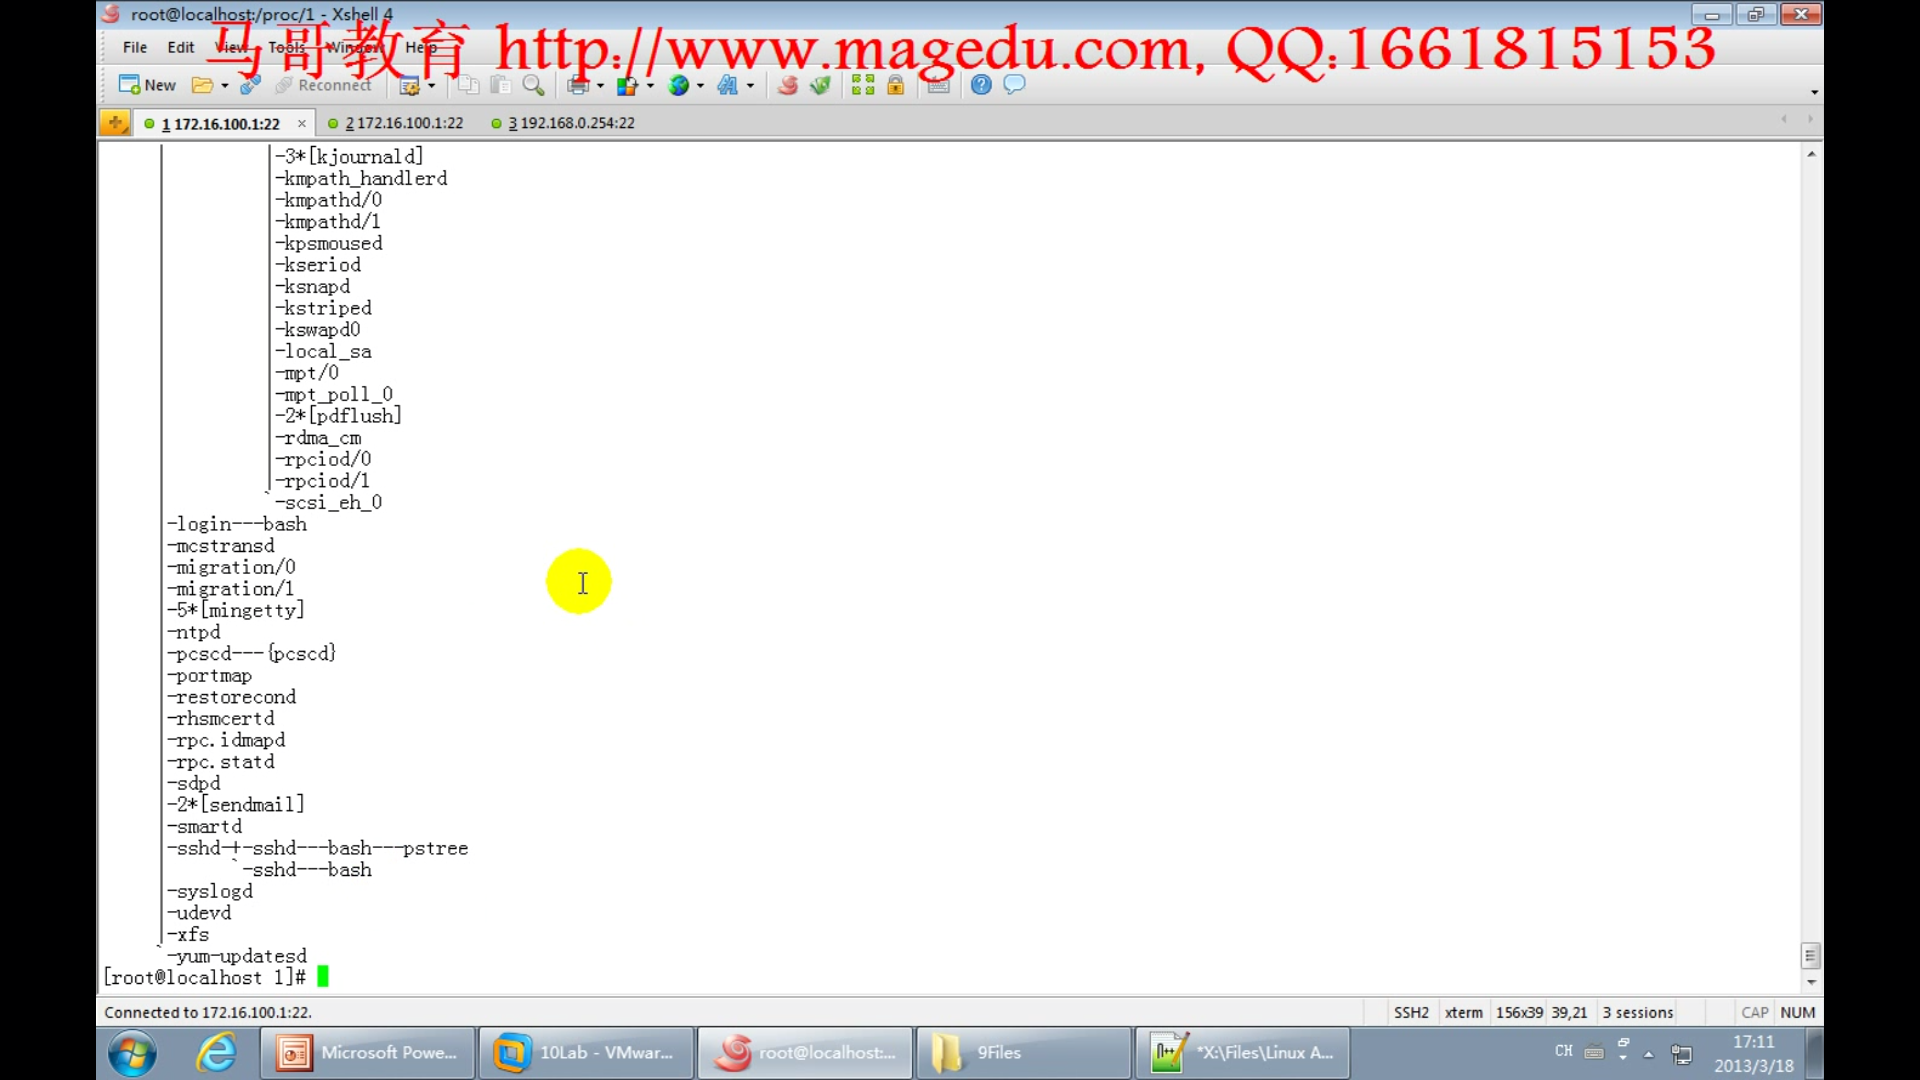 root@localhost:/proc/1 - Xshell 4
马哥教育 http://www.magedu.com, QQ:1661815153
File Edit View Tools Window Help
New Reconnect
1 172.16.100.1:22 × 2 172.16.100.1:22 3 192.168.0.254:22
|-3*[kjournald]
|-kmpath_handlerd
|-kmpathd/0
|-kmpathd/1
|-kpsmoused
|-kseriod
|-ksnapd
|-kstriped
|-kswapd0
|-local_sa
|-mpt/0
|-mpt_poll_0
|-2*[pdflush]
|-rdma_cm
|-rpciod/0
|-rpciod/1
`-scsi_eh_0
|-login---bash
|-mcstransd
|-migration/0
|-migration/1
|-5*[mingetty]
|-ntpd
|-pcscd---{pcscd}
|-portmap
|-restorecond
|-rhsmcertd
|-rpc.idmapd
|-rpc.statd
|-sdpd
|-2*[sendmail]
|-smartd
|-sshd-+-sshd---bash---pstree
`-sshd---bash
|-syslogd
|-udevd
|-xfs
`-yum-updatesd
[root@localhost 1]#
Connected to 172.16.100.1:22. SSH2 xterm 156x39 39,21 3 sessions CAP NUM
Microsoft Powe... 10Lab - VMwar... root@localhost:... 9Files *X:\Files\Linux A... CH 17:11
2013/3/18